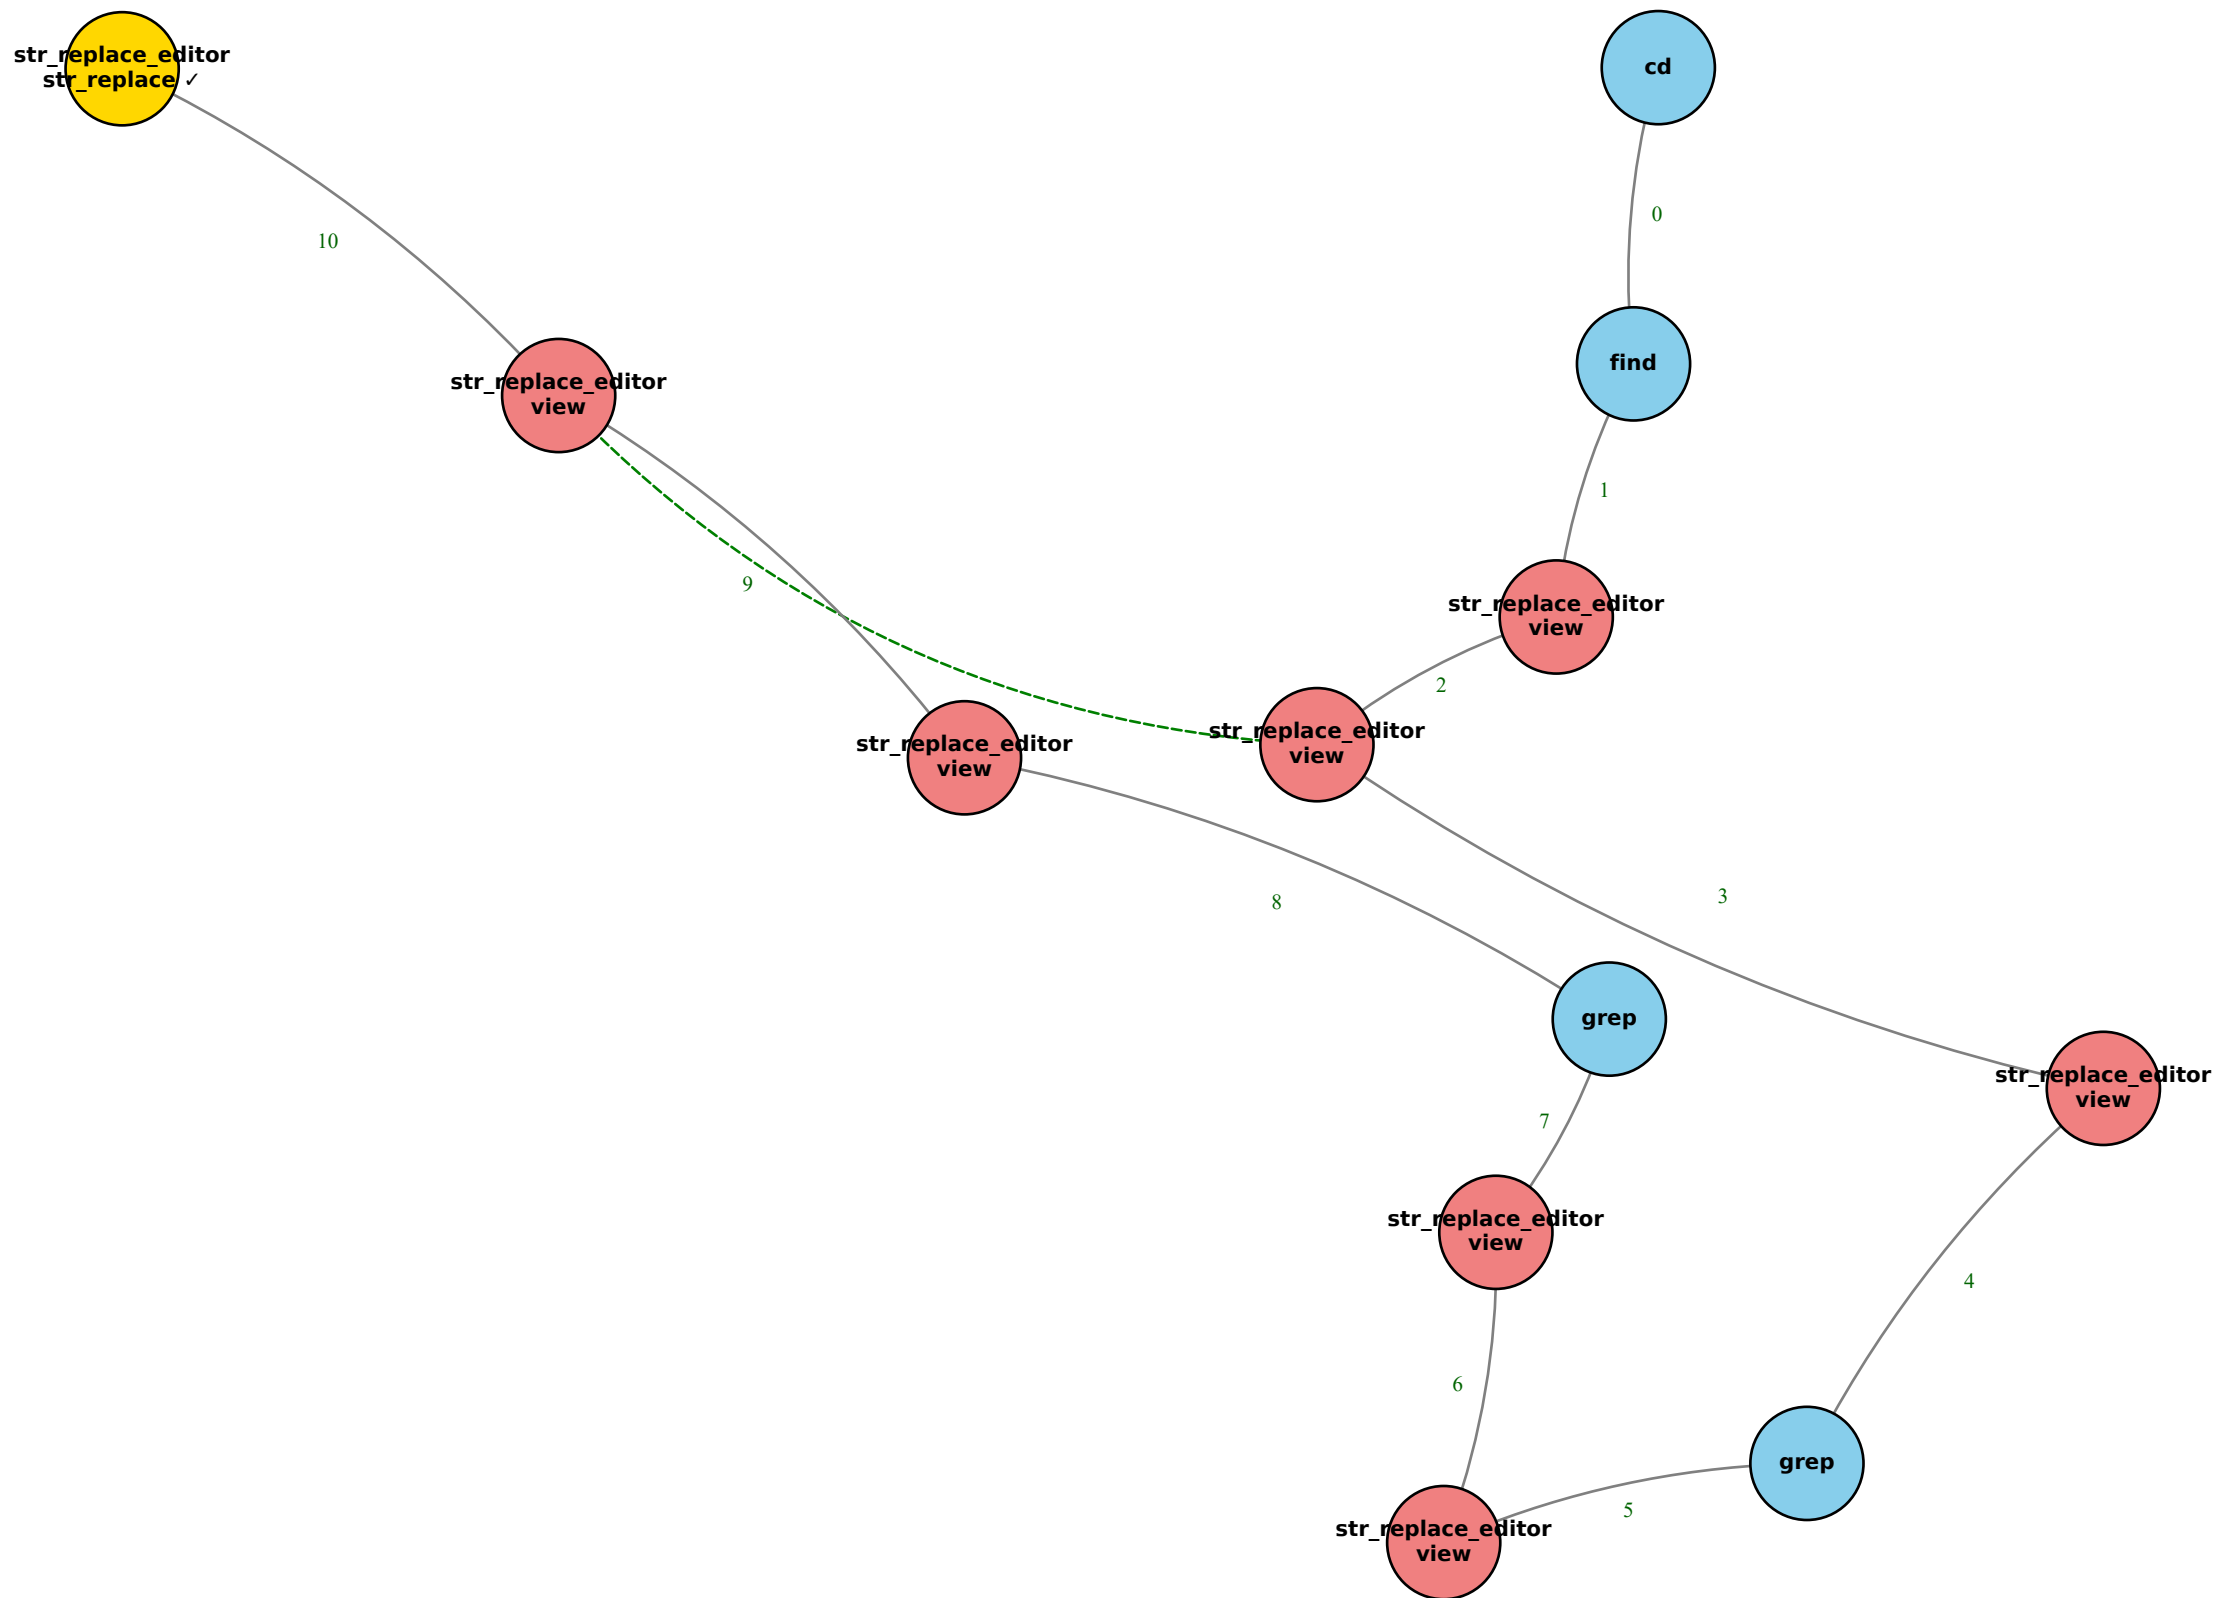 str_replace_editor
str_replace ✓
cd
0
10
find
str_replace_editor
view
1
9
str_replace_editor
view
2
str_replace_editor
view
str_replace_editor
view
8
3
grep
str_replace_editor
view
7
str_replace_editor
view
4
6
grep
5
str_replace_editor
view